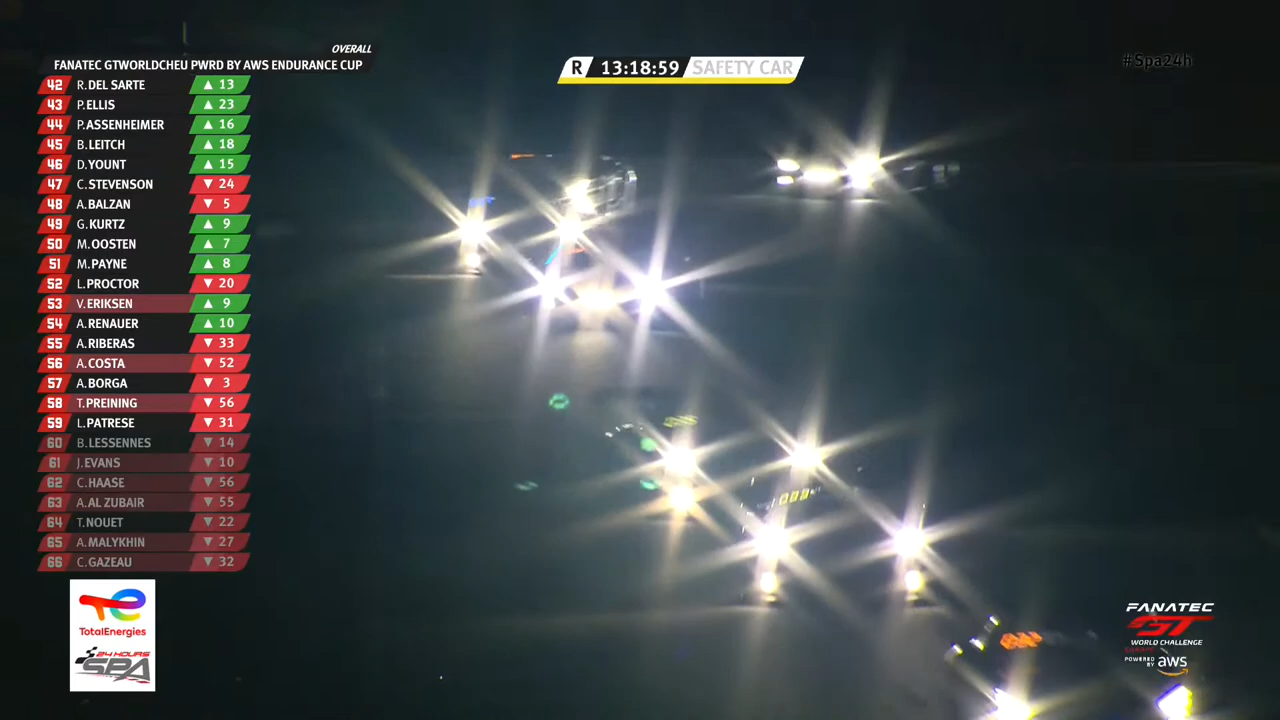 OVERALL
FANATEC GTWORLDCHEU PWRD BY AWS ENDURANCE CUP
42 R.DEL SARTE ▲ 13
43 P.ELLIS ▲ 23
44 P.ASSENHEIMER ▲ 16
45 B.LEITCH ▲ 18
46 D.YOUNT ▲ 15
47 C.STEVENSON ▼ 24
48 A.BALZAN ▼ 5
49 G.KURTZ ▲ 9
50 M.OOSTEN ▲ 7
51 M.PAYNE ▲ 8
52 L.PROCTOR ▼ 20
53 V.ERIKSEN ▲ 9
54 A.RENAUER ▲ 10
55 A.RIBERAS ▼ 33
56 A.COSTA ▼ 52
57 A.BORGA ▼ 3
58 T.PREINING ▼ 56
59 L.PATRESE ▼ 31
60 B.LESSENNES ▼ 14
61 J.EVANS ▼ 10
62 C.HAASE ▼ 56
63 A.AL ZUBAIR ▼ 55
64 T.NOUET ▼ 22
65 A.MALYKHIN ▼ 27
66 C.GAZEAU ▼ 32
R 13:18:59 SAFETY CAR
#Spa24h
TotalEnergies
24 HOURS
SPA
FANATEC
GT
WORLD CHALLENGE
EUROPE
POWERED BY aws